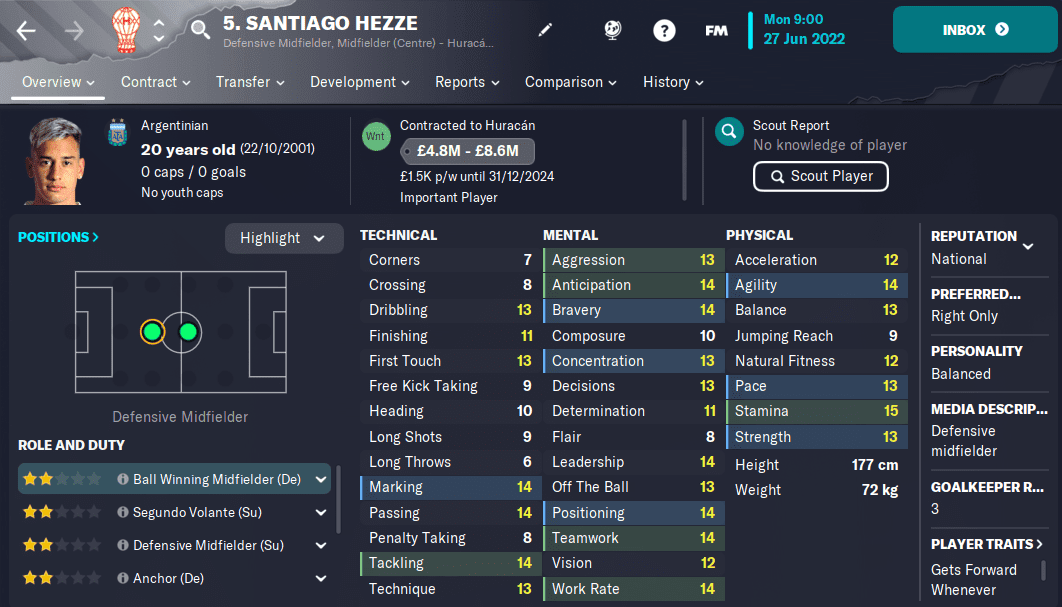 5. SANTIAGO HEZZE
Defensive Midfielder, Midfielder (Centre) - Huracá...
?
FM
Mon 9:00
27 Jun 2022
INBOX
Overview
Contract
Transfer
Development
Reports
Comparison
History
Argentinian
20 years old (22/10/2001)
0 caps / 0 goals
No youth caps
Wnt
Contracted to Huracán
£4.8M - £8.6M
£1.5K p/w until 31/12/2024
Important Player
Scout Report
No knowledge of player
Scout Player
POSITIONS
Highlight
Defensive Midfielder
ROLE AND DUTY
Ball Winning Midfielder (De)
Segundo Volante (Su)
Defensive Midfielder (Su)
Anchor (De)
TECHNICAL
Corners 7
Crossing 8
Dribbling 13
Finishing 11
First Touch 13
Free Kick Taking 9
Heading 10
Long Shots 9
Long Throws 6
Marking 14
Passing 14
Penalty Taking 8
Tackling 14
Technique 13
MENTAL
Aggression 13
Anticipation 14
Bravery 14
Composure 10
Concentration 13
Decisions 13
Determination 11
Flair 8
Leadership 14
Off The Ball 13
Positioning 14
Teamwork 14
Vision 12
Work Rate 14
PHYSICAL
Acceleration 12
Agility 14
Balance 13
Jumping Reach 9
Natural Fitness 12
Pace 13
Stamina 15
Strength 13
Height 177 cm
Weight 72 kg
REPUTATION
National
PREFERRED...
Right Only
PERSONALITY
Balanced
MEDIA DESCRIP...
Defensive
midfielder
GOALKEEPER R...
3
PLAYER TRAITS
Gets Forward
Whenever